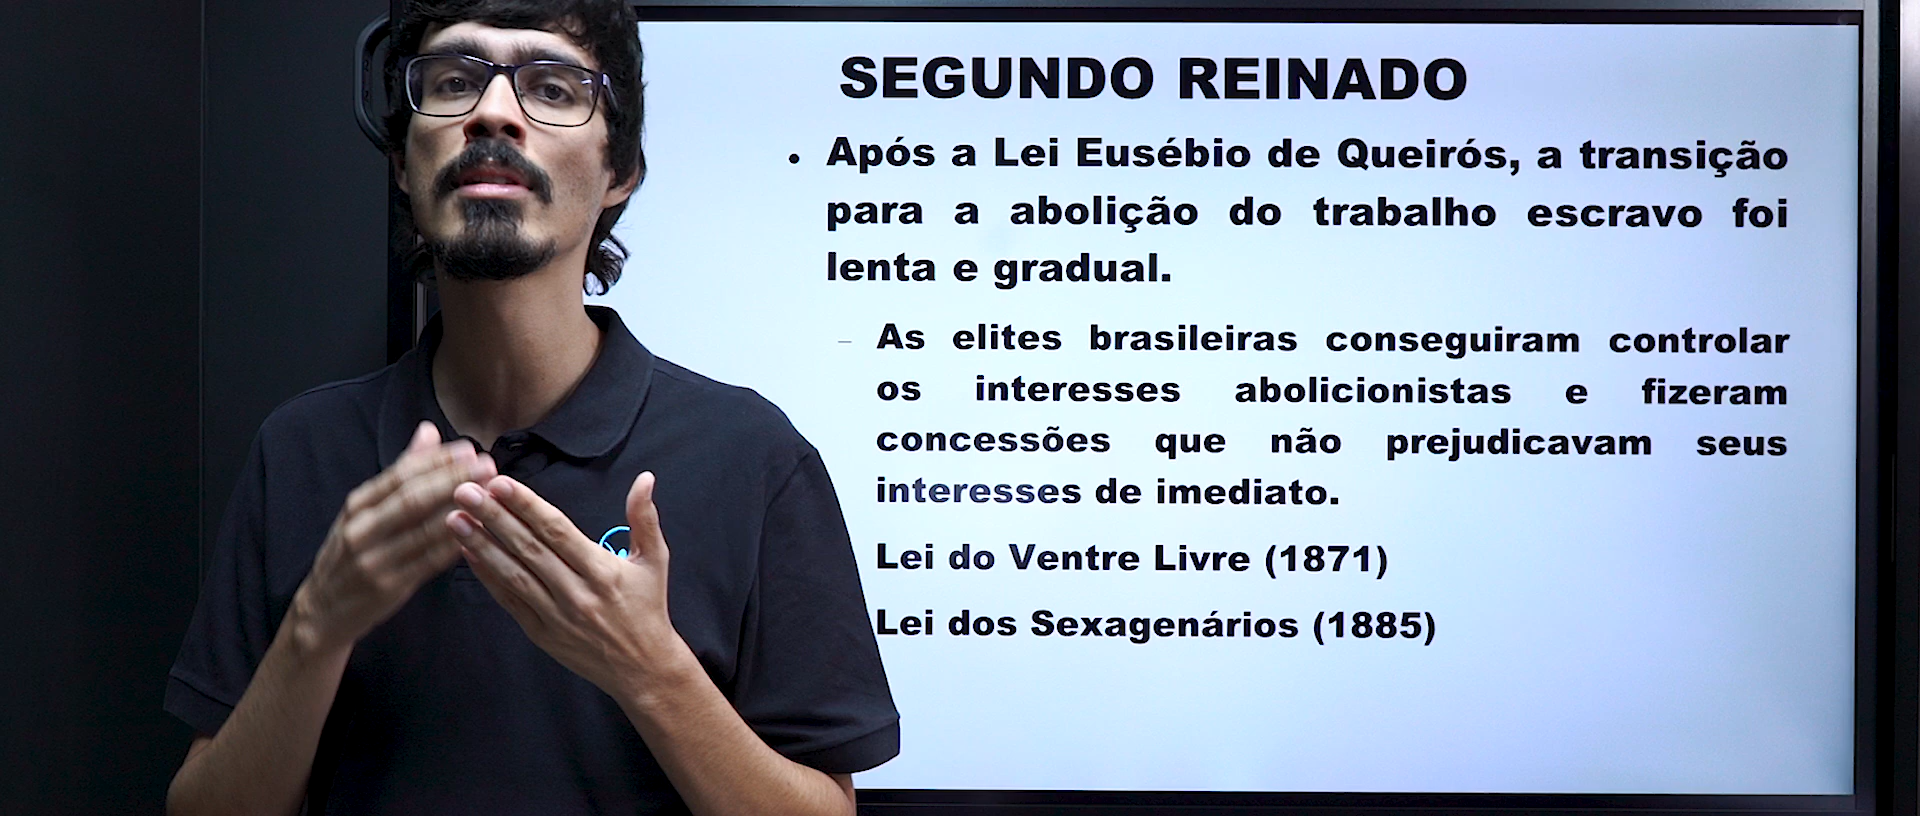 SEGUNDO REINADO
• Após a Lei Eusébio de Queirós, a transição
para a abolição do trabalho escravo foi
lenta e gradual.
– As elites brasileiras conseguiram controlar
os interesses abolicionistas e fizeram
concessões que não prejudicavam seus
interesses de imediato.
Lei do Ventre Livre (1871)
Lei dos Sexagenários (1885)